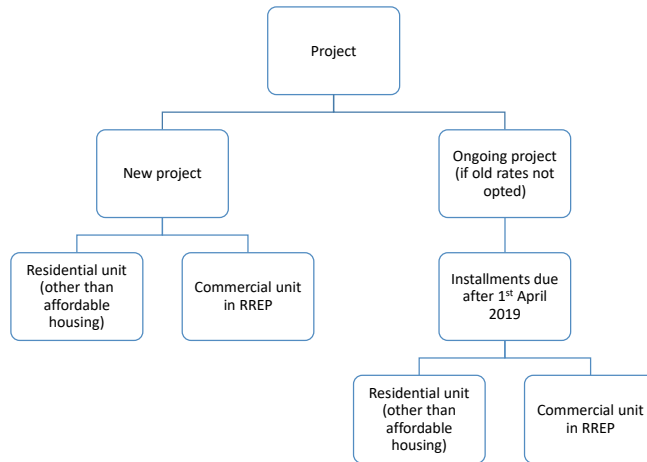 Project
New project
Ongoing project
(if old rates not
opted)
Residential unit
(other than
affordable
housing)
Commercial unit
in RREP
Installments due
after 1st April
2019
Residential unit
(other than
affordable
housing)
Commercial unit
in RREP